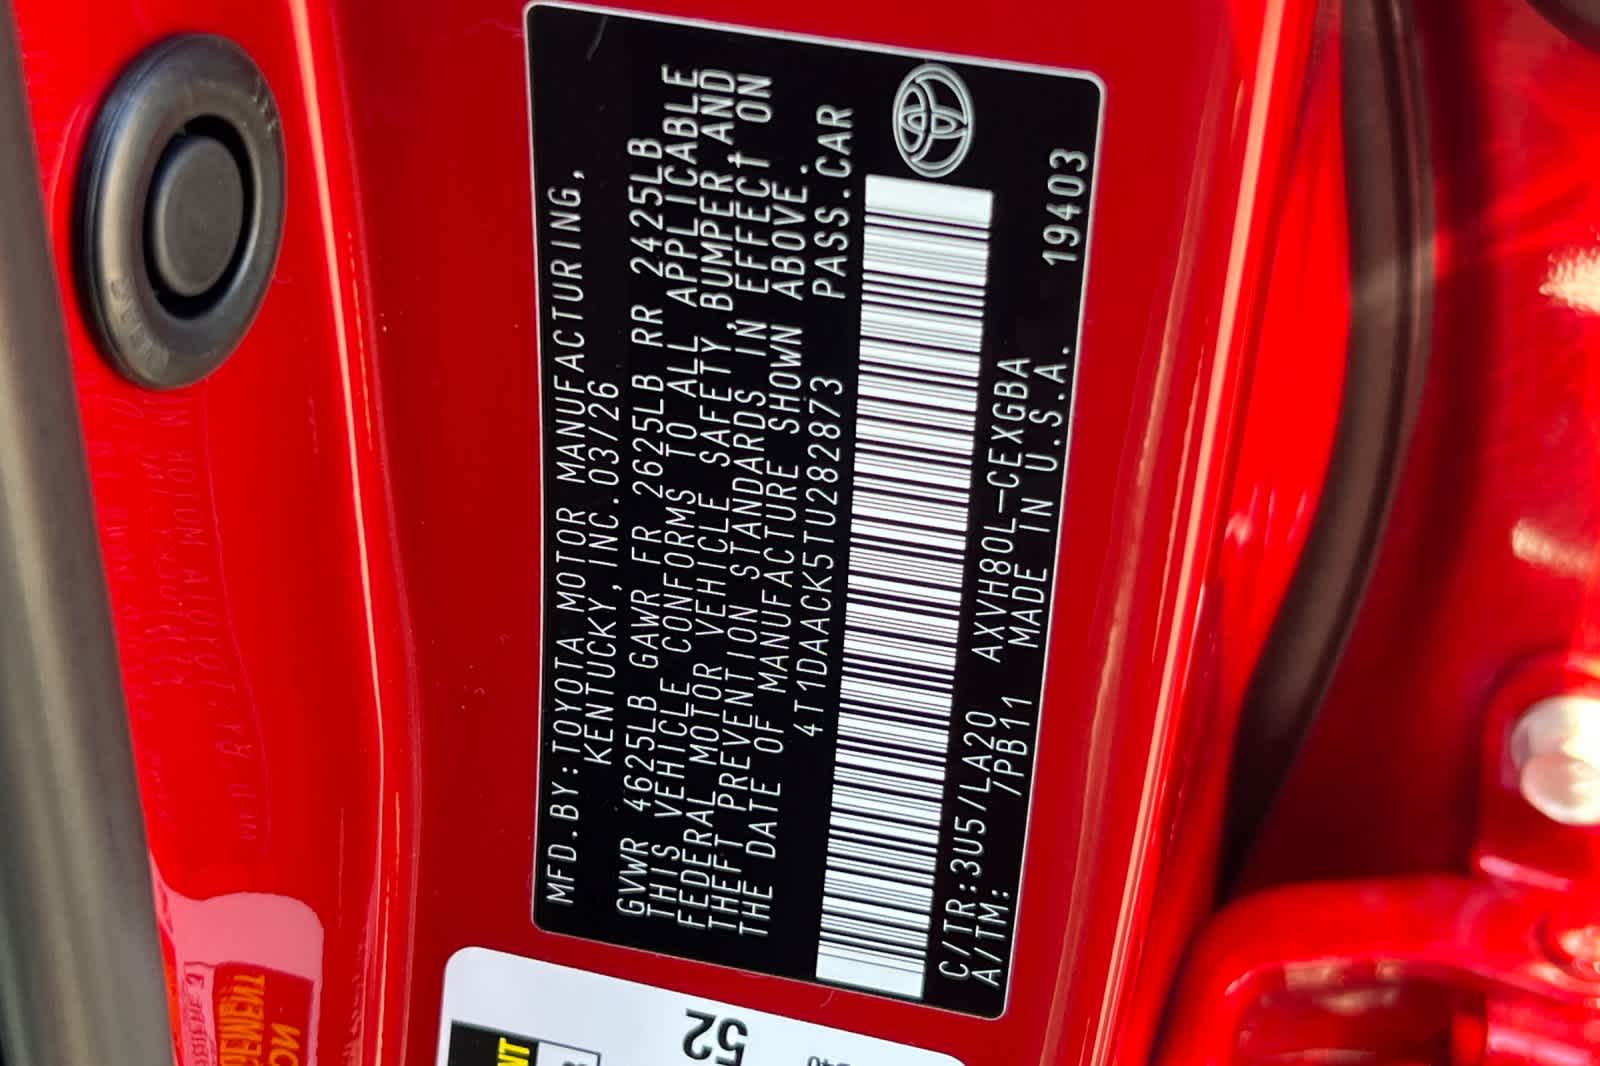 MFD.BY:TOYOTA MOTOR MANUFACTURING,
KENTUCKY, INC.03/26
GVWR 4625LB GAWR FR 2625LB RR 2425LB
THIS VEHICLE CONFORMS TO ALL APPLICABLE
FEDERAL MOTOR VEHICLE SAFETY,BUMPER,AND
THEFT PREVENTION STANDARDS IN EFFECT ON
THE DATE OF MANUFACTURE SHOWN ABOVE.
4T1DAACK5TU282873 PASS.CAR
C/TR:3U5/LA20 AXVH80L-CEXGBA
A/TM: /PB11 MADE IN U.S.A. 19403
52